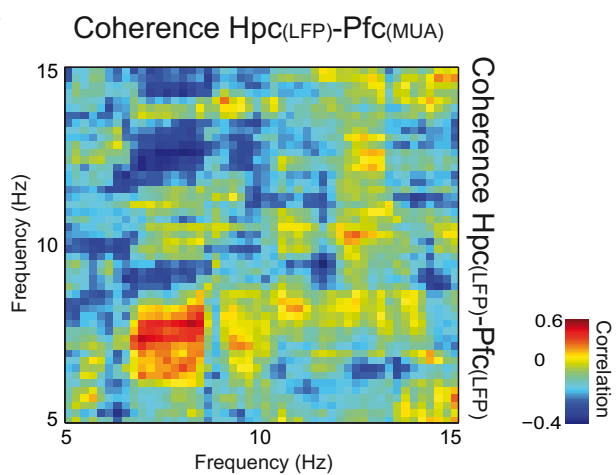 Coherence Hpc(LFP)-Pfc(MUA)
15
10
5
Frequency (Hz)
5
10
15
Frequency (Hz)
Coherence Hpc(LFP)-Pfc(LFP)
0.6
0
−0.4
Correlation